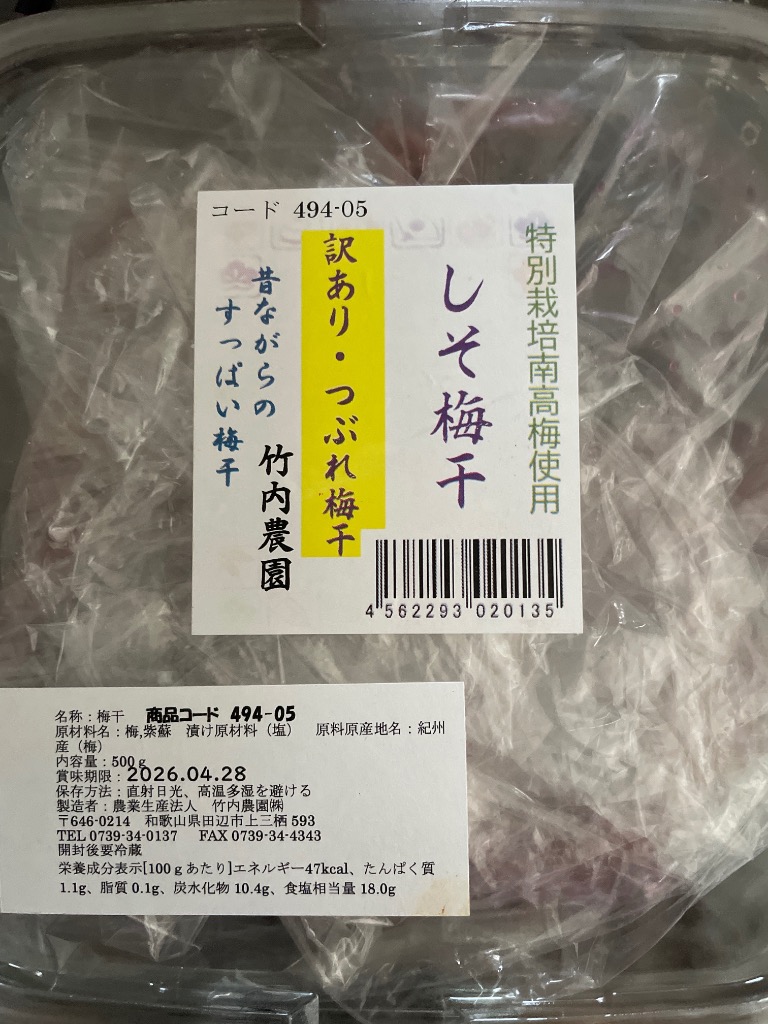 コード 494-05
特別栽培南高梅使用
しそ梅干
訳あり・つぶれ梅干
昔ながらの
すっぱい梅干
竹内農園
4 562293 020135
名称：梅干 商品コード 494-05
原材料名：梅,紫蘇 漬け原材料（塩） 原料原産地名：紀州
産（梅）
内容量：500g
賞味期限：2026.04.28
保存方法：直射日光、高温多湿を避ける
製造者：農業生産法人 竹内農園㈱
〒646-0214 和歌山県田辺市上三栖 593
TEL 0739-34-0137 FAX 0739-34-4343
開封後要冷蔵
栄養成分表示[100ｇあたり]エネルギー47kcal、たんぱく質
1.1g、脂質 0.1g、炭水化物 10.4g、食塩相当量 18.0g